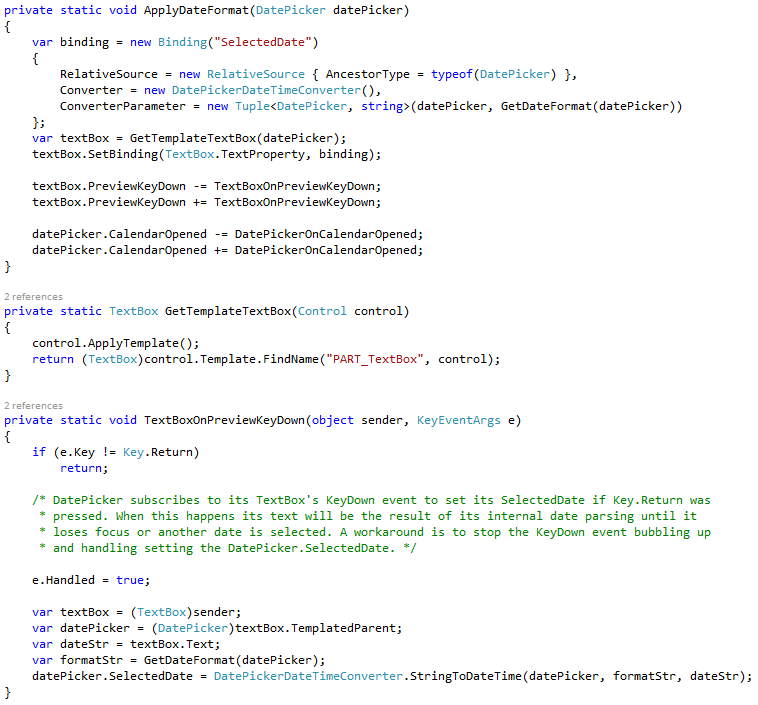 private static void ApplyDateFormat(DatePicker datePicker)
{
    var binding = new Binding("SelectedDate")
    {
        RelativeSource = new RelativeSource { AncestorType = typeof(DatePicker) },
        Converter = new DatePickerDateTimeConverter(),
        ConverterParameter = new Tuple<DatePicker, string>(datePicker, GetDateFormat(datePicker))
    };
    var textBox = GetTemplateTextBox(datePicker);
    textBox.SetBinding(TextBox.TextProperty, binding);

    textBox.PreviewKeyDown -= TextBoxOnPreviewKeyDown;
    textBox.PreviewKeyDown += TextBoxOnPreviewKeyDown;

    datePicker.CalendarOpened -= DatePickerOnCalendarOpened;
    datePicker.CalendarOpened += DatePickerOnCalendarOpened;
}

2 references
private static TextBox GetTemplateTextBox(Control control)
{
    control.ApplyTemplate();
    return (TextBox)control.Template.FindName("PART_TextBox", control);
}

2 references
private static void TextBoxOnPreviewKeyDown(object sender, KeyEventArgs e)
{
    if (e.Key != Key.Return)
        return;

    /* DatePicker subscribes to its TextBox's KeyDown event to set its SelectedDate if Key.Return was
     * pressed. When this happens its text will be the result of its internal date parsing until it
     * loses focus or another date is selected. A workaround is to stop the KeyDown event bubbling up
     * and handling setting the DatePicker.SelectedDate. */

    e.Handled = true;

    var textBox = (TextBox)sender;
    var datePicker = (DatePicker)textBox.TemplatedParent;
    var dateStr = textBox.Text;
    var formatStr = GetDateFormat(datePicker);
    datePicker.SelectedDate = DatePickerDateTimeConverter.StringToDateTime(datePicker, formatStr, dateStr);
}